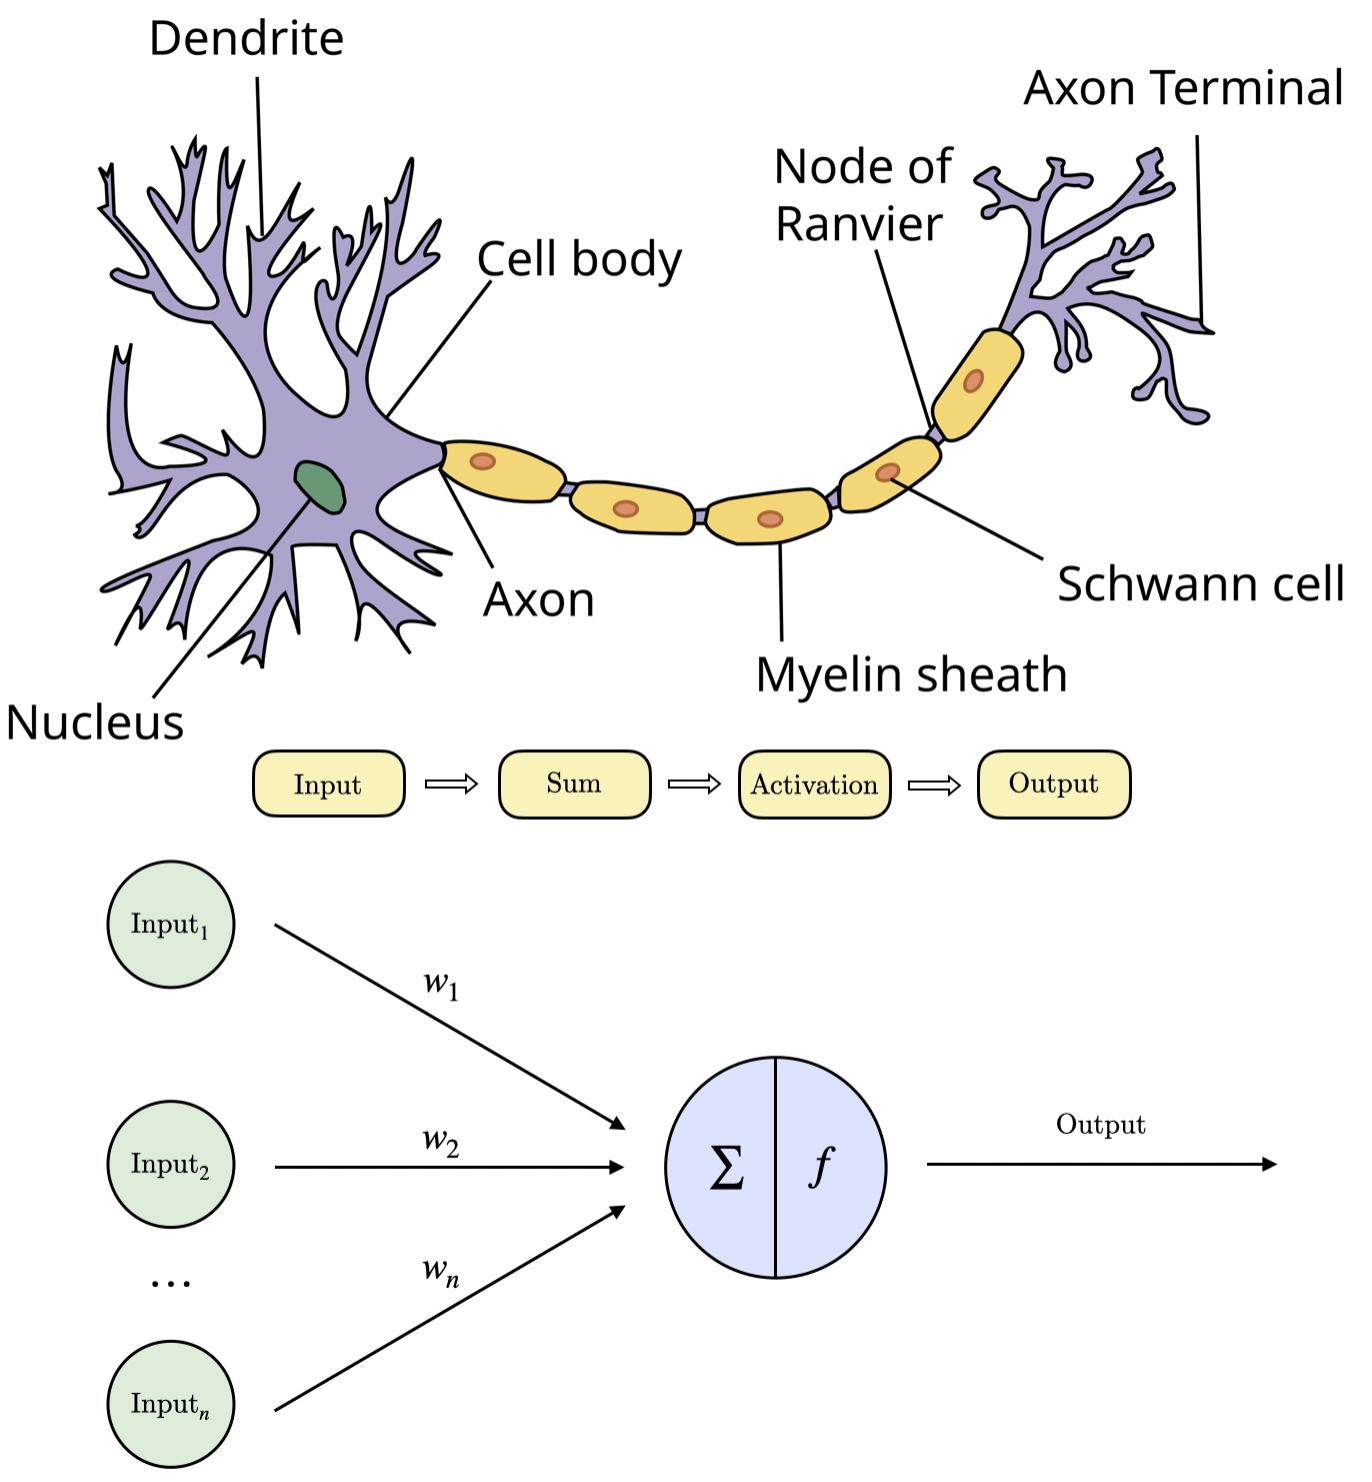 Dendrite
Axon Terminal
Node of
Ranvier
Cell body
Schwann cell
Axon
Myelin sheath
Nucleus
Input
Sum
Activation
Output
Input₁
w₁
Output
Input₂
w₂
Σ
f
...
wₙ
Inputₙ